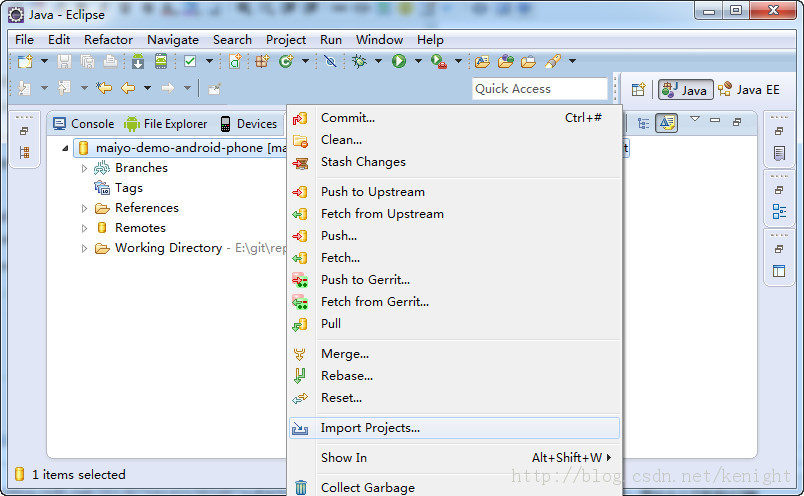 Java - Eclipse
File Edit Refactor Navigate Search Project Run Window Help
Quick Access
Java
Java EE
Console
File Explorer
Devices
maiyo-demo-android-phone [ma
Branches
Tags
References
Remotes
Working Directory - E:\git\rep
Commit... Ctrl+#
Clean...
Stash Changes
Push to Upstream
Fetch from Upstream
Push...
Fetch...
Push to Gerrit...
Fetch from Gerrit...
Pull
Merge...
Rebase...
Reset...
Import Projects...
Show In Alt+Shift+W
Collect Garbage
1 items selected
http://blog.csdn.net/kenight